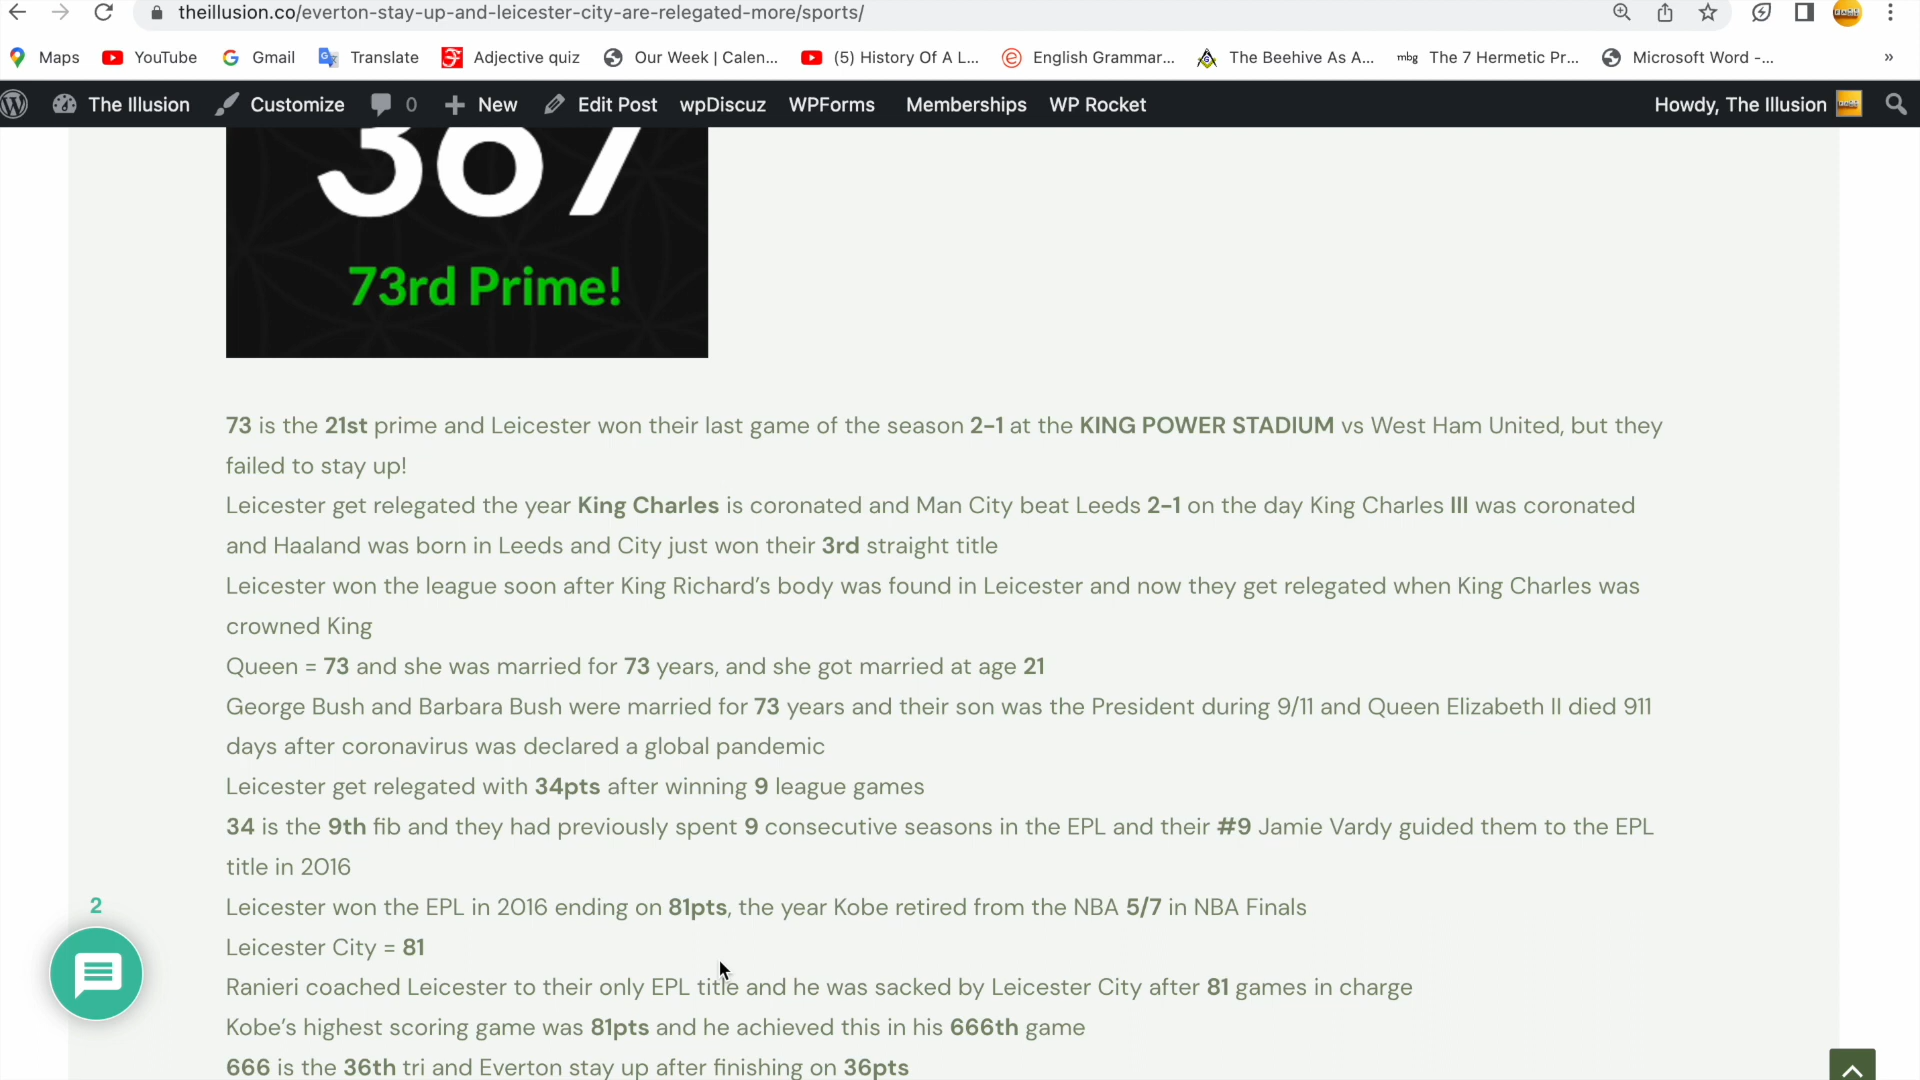 theillusion.co/everton-stay-up-and-leicester-city-are-relegated-more/sports/
Maps YouTube Gmail Translate Adjective quiz Our Week | Calen... (5) History Of A L... English Grammar... The Beehive As A... mbg The 7 Hermetic Pr... Microsoft Word -... »
The Illusion Customize 0 New Edit Post wpDiscuz WPForms Memberships WP Rocket Howdy, The Illusion
367
73rd Prime!
73 is the 21st prime and Leicester won their last game of the season 2-1 at the KING POWER STADIUM vs West Ham United, but they
failed to stay up!
Leicester get relegated the year King Charles is coronated and Man City beat Leeds 2-1 on the day King Charles III was coronated
and Haaland was born in Leeds and City just won their 3rd straight title
Leicester won the league soon after King Richard's body was found in Leicester and now they get relegated when King Charles was
crowned King
Queen = 73 and she was married for 73 years, and she got married at age 21
George Bush and Barbara Bush were married for 73 years and their son was the President during 9/11 and Queen Elizabeth II died 911
days after coronavirus was declared a global pandemic
Leicester get relegated with 34pts after winning 9 league games
34 is the 9th fib and they had previously spent 9 consecutive seasons in the EPL and their #9 Jamie Vardy guided them to the EPL
title in 2016
Leicester won the EPL in 2016 ending on 81pts, the year Kobe retired from the NBA 5/7 in NBA Finals
2
Leicester City = 81
Ranieri coached Leicester to their only EPL title and he was sacked by Leicester City after 81 games in charge
Kobe's highest scoring game was 81pts and he achieved this in his 666th game
666 is the 36th tri and Everton stay up after finishing on 36pts